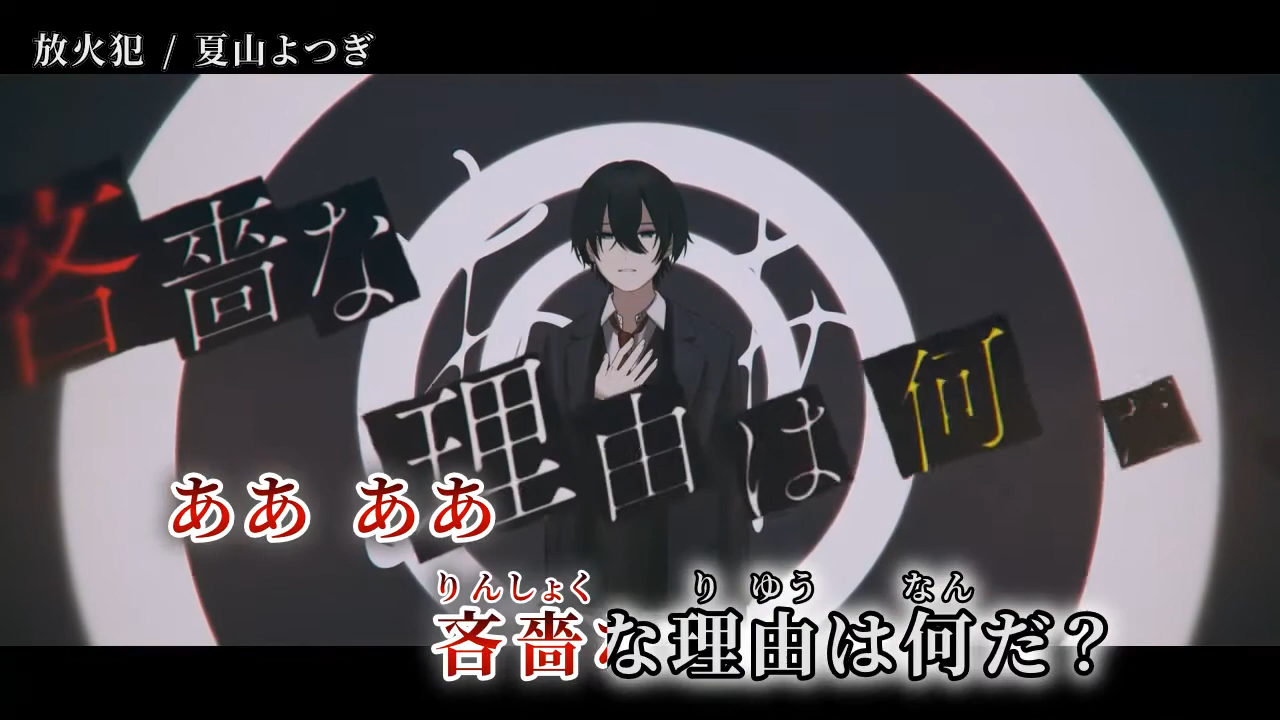 放火犯 / 夏山よつぎ
吝嗇な
理由は何だ
ああ ああ
りんしょく り ゆう なん
吝嗇な理由は何だ？